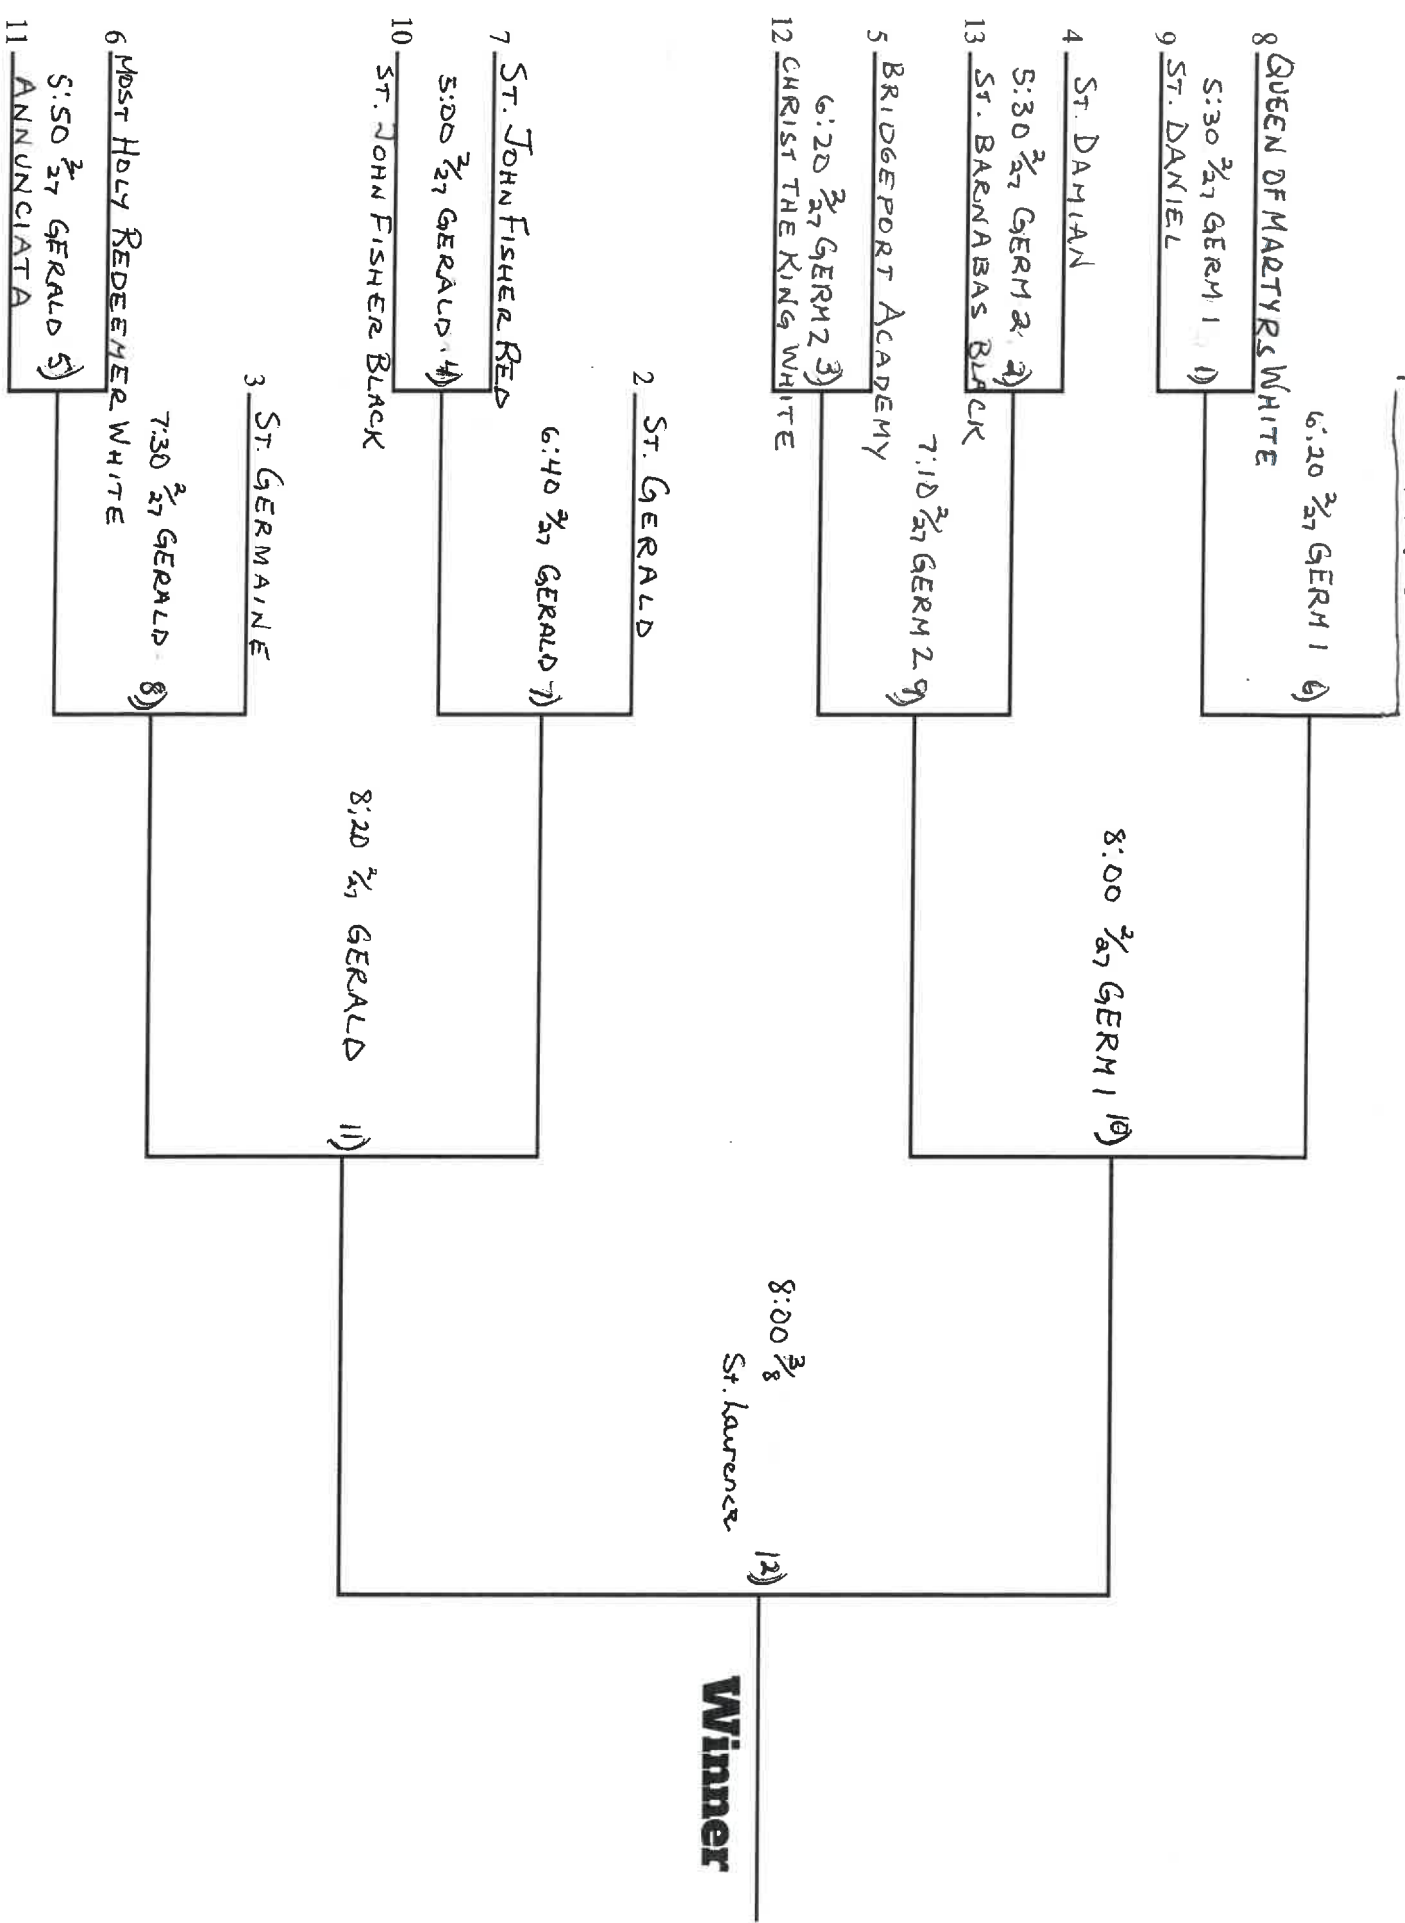 8 QUEEN OF MARTYRS WHITE
5:30 2/27 GERM 1 1)
9 ST. DANIEL
6:20 2/27 GERM 1 6)
4 ST. DAMIAN
5:30 2/27 GERM 2 2)
13 ST. BARNABAS BLACK
7:10 2/27 GERM 2 9)
5 BRIDGEPORT ACADEMY
6:20 2/27 GERM 2 3)
12 CHRIST THE KING WHITE
8:00 2/27 GERM 1 10)
2 ST. GERALD
7 ST. JOHN FISHER RED
5:00 2/27 GERALD 4)
10 ST. JOHN FISHER BLACK
6:40 2/27 GERALD 7)
3 ST. GERMAINE
7:30 2/27 GERALD 8)
6 MOST HOLY REDEEMER WHITE
5:50 2/27 GERALD 5)
11 ANNUNCIATA
8:20 2/27 GERALD 11)
8:00 3/8
St. Laurence 12)
Winner